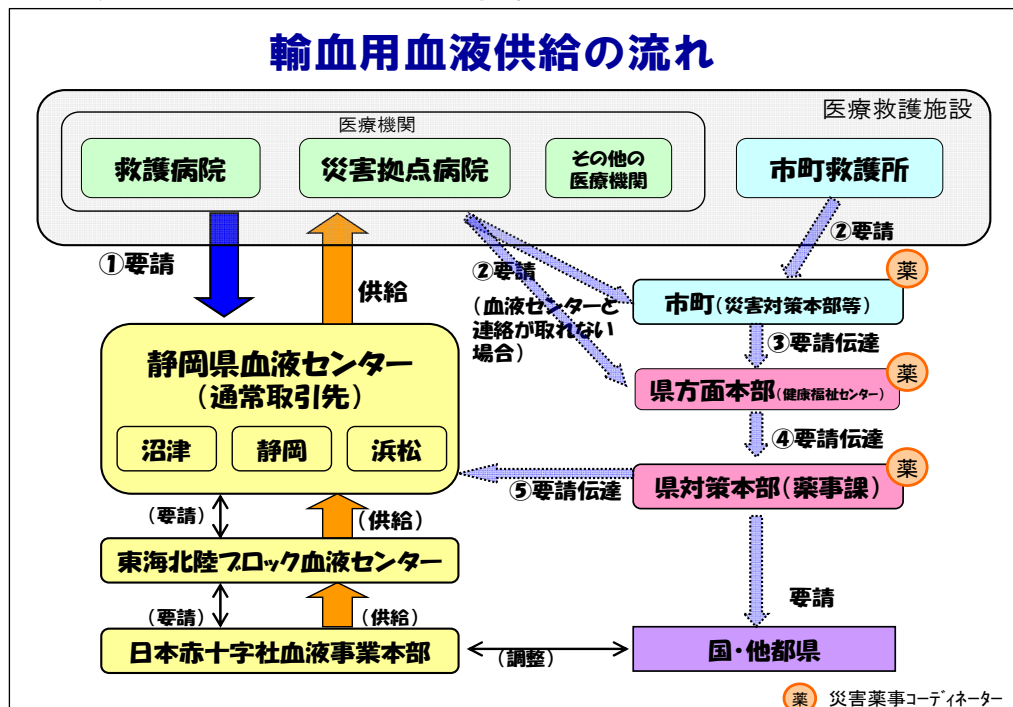 輸血用血液供給の流れ
医療救護施設
医療機関
救護病院
災害拠点病院
その他の
医療機関
市町救護所
①要請
供給
②要請
(血液センターと
連絡が取れない
場合)
②要請
薬
市町(災害対策本部等)
③要請伝達
薬
県方面本部(健康福祉センター)
④要請伝達
薬
県対策本部(薬事課)
⑤要請伝達
静岡県血液センター
(通常取引先)
沼津
静岡
浜松
(要請)
(供給)
東海北陸ブロック血液センター
(要請)
(供給)
日本赤十字社血液事業本部
(調整)
要請
国・他都県
薬 災害薬事コーディネーター